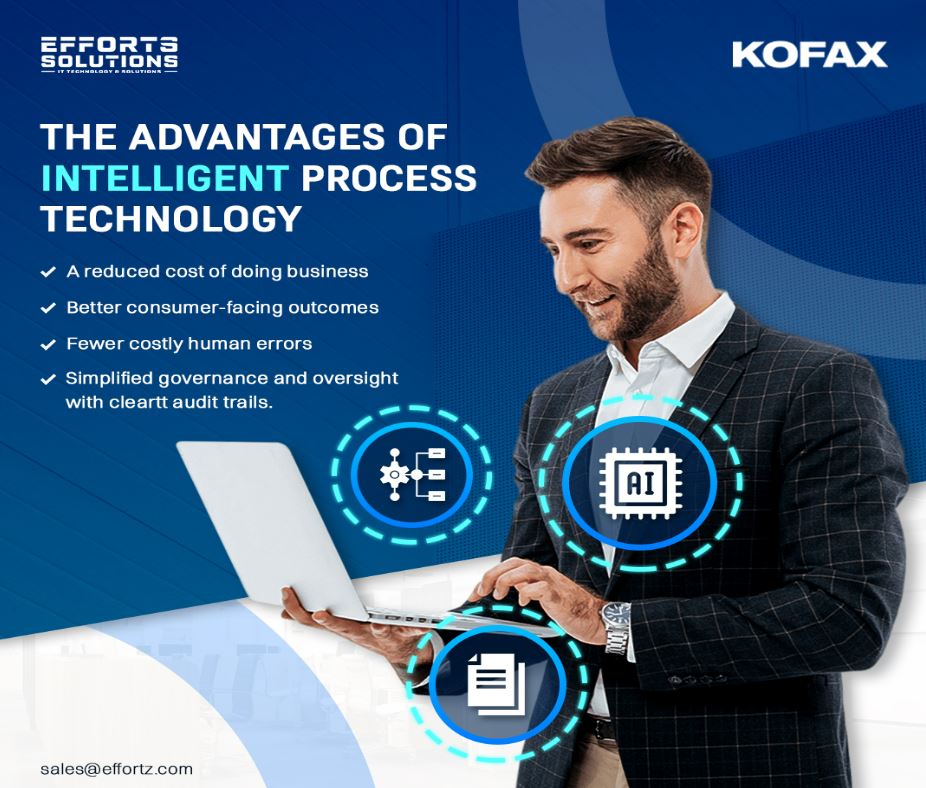 EFFORTS
SOLUTIONS
IT TECHNOLOGY & SOLUTIONS
KOFAX
THE ADVANTAGES OF
INTELLIGENT PROCESS
TECHNOLOGY
A reduced cost of doing business
Better consumer-facing outcomes
Fewer costly human errors
Simplified governance and oversight
with cleartt audit trails.
AI
sales@effortz.com